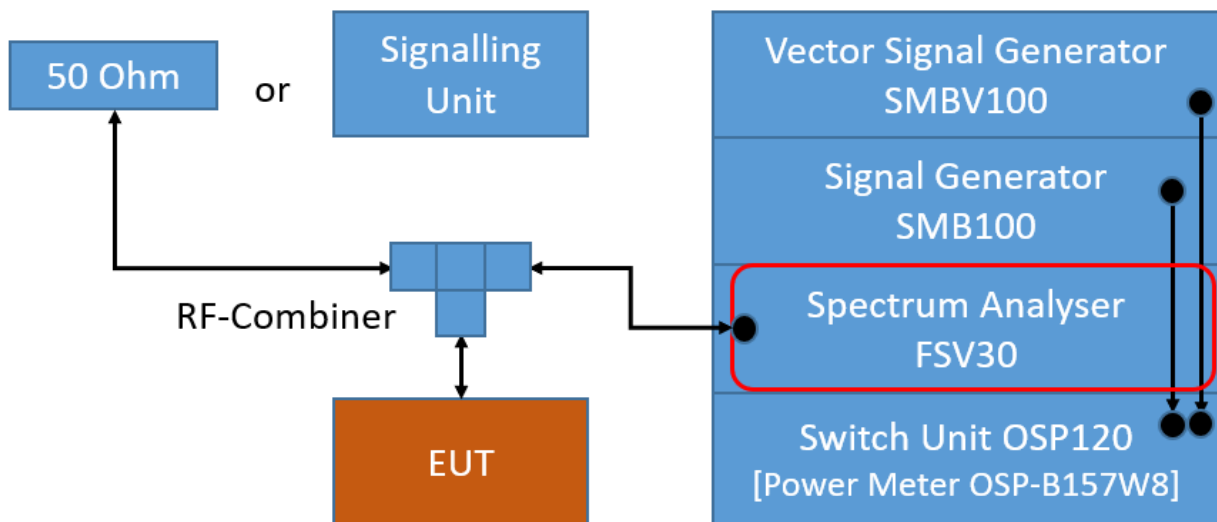 50 Ohm
or
Signalling
Unit
Vector Signal Generator
SMBV100
Signal Generator
SMB100
RF-Combiner
Spectrum Analyser
FSV30
EUT
Switch Unit OSP120
[Power Meter OSP-B157W8]